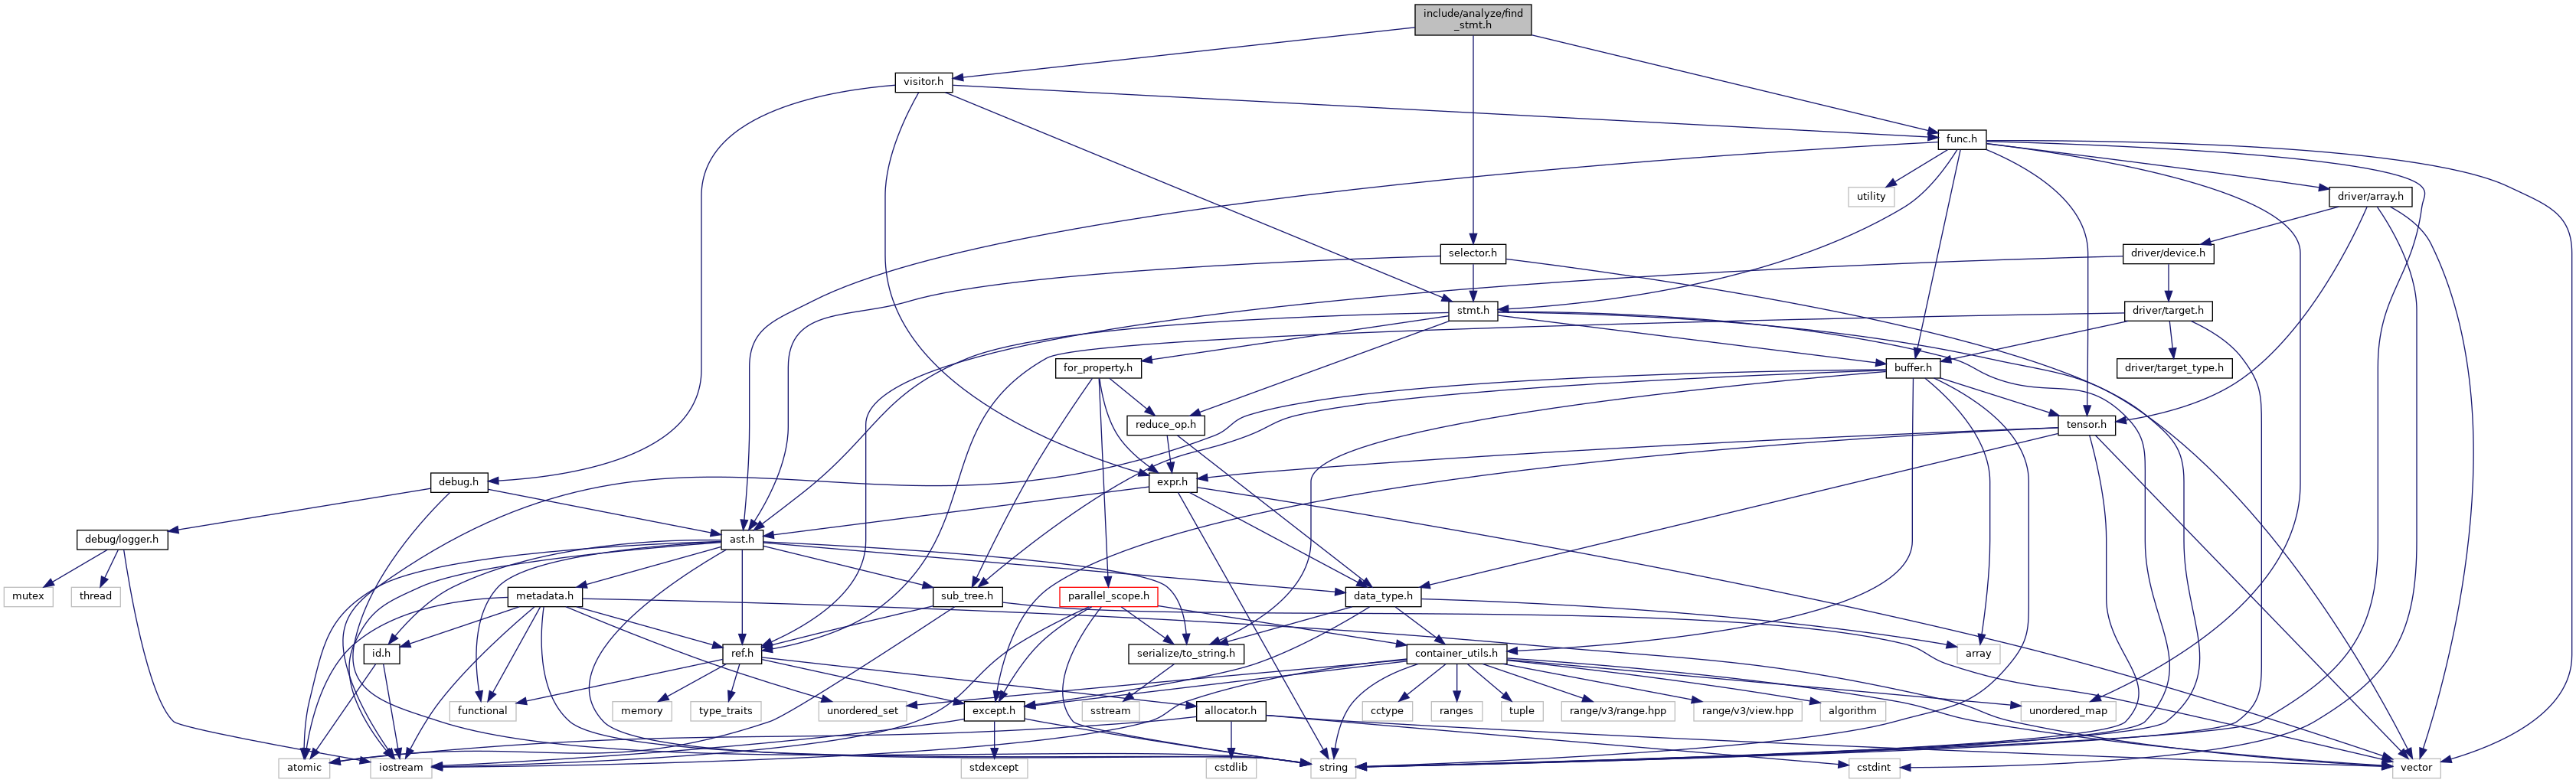 include/analyze/find
_stmt.h
visitor.h
func.h
utility
driver/array.h
selector.h
driver/device.h
stmt.h
driver/target.h
for_property.h
buffer.h
driver/target_type.h
reduce_op.h
tensor.h
debug.h
expr.h
debug/logger.h
ast.h
mutex
thread
metadata.h
sub_tree.h
parallel_scope.h
data_type.h
id.h
ref.h
serialize/to_string.h
container_utils.h
array
functional
memory
type_traits
unordered_set
except.h
sstream
allocator.h
cctype
ranges
tuple
range/v3/range.hpp
range/v3/view.hpp
algorithm
unordered_map
atomic
iostream
stdexcept
cstdlib
string
cstdint
vector